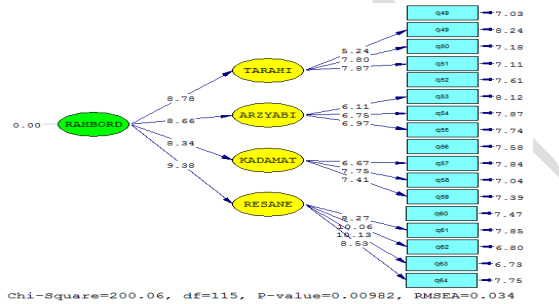 q49 7.03
q49 8.24
q50 7.18
q51 7.11
q52 7.61
q53 8.12
q54 7.87
q55 7.74
q56 7.58
q57 7.84
q58 7.04
q59 7.39
q60 7.47
q61 7.85
q62 6.80
q63 6.73
q64 7.75
TARAHI
5.24
7.80
7.87
ARZYABI
6.11
6.75
6.97
KADAMAT
6.67
7.75
7.41
RESANE
8.27
10.06
10.13
8.53
0.00 RAHBORD
8.78
8.66
8.34
9.38
Chi-Square=200.06, df=115, P-value=0.00982, RMSEA=0.034